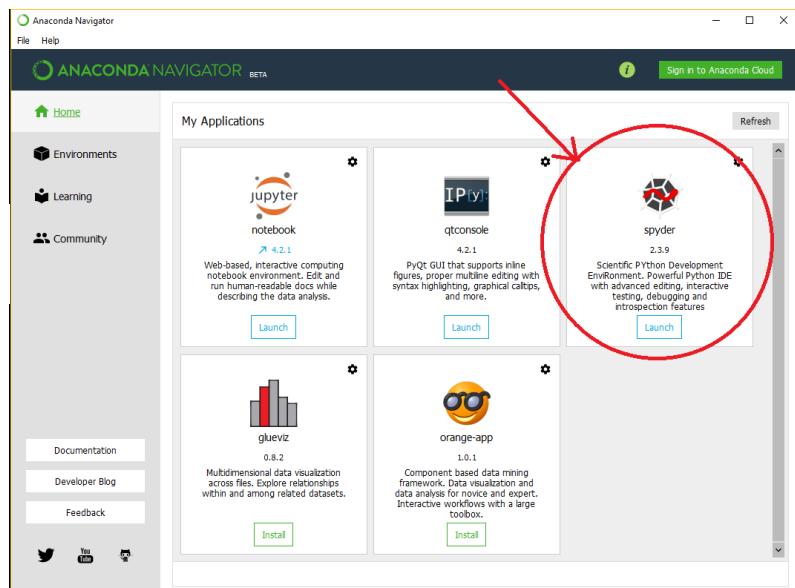 Anaconda Navigator
File Help
ANACONDA NAVIGATOR BETA
i
Sign in to Anaconda Cloud
Home
Environments
Learning
Community
Documentation
Developer Blog
Feedback
You
Tube
My Applications
Refresh
jupyter
notebook
4.2.1
Web-based, interactive computing
notebook environment. Edit and
run human-readable docs while
describing the data analysis.
Launch
IP[y]:
qtconsole
4.2.1
PyQt GUI that supports inline
figures, proper multiline editing with
syntax highlighting, graphical calltips,
and more.
Launch
spyder
2.3.9
Scientific PYthon Development
EnviRonment. Powerful Python IDE
with advanced editing, interactive
testing, debugging and
introspection features
Launch
glueviz
0.8.2
Multidimensional data visualization
across files. Explore relationships
within and among related datasets.
Install
orange-app
1.0.1
Component based data mining
framework. Data visualization and
data analysis for novice and expert.
Interactive workflows with a large
toolbox.
Install